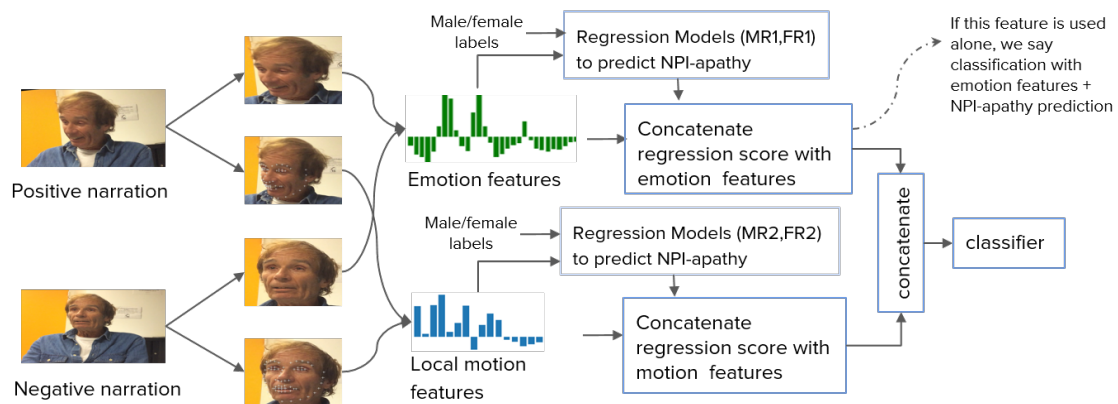 Male/female
labels
Regression Models (MR1,FR1)
to predict NPI-apathy
If this feature is used
alone, we say
classification with
emotion features +
NPI-apathy prediction
Positive narration
Emotion features
Concatenate
regression score with
emotion features
Male/female
labels
Regression Models (MR2,FR2)
to predict NPI-apathy
concatenate
classifier
Negative narration
Local motion
features
Concatenate
regression score with
motion features